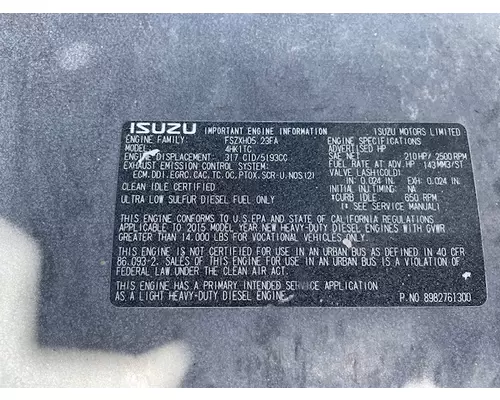 ISUZU IMPORTANT ENGINE INFORMATION ISUZU MOTORS LIMITED
ENGINE FAMILY: FSZXH05.23FA ADVERTISED HP
MODEL: 4HK1TC SAE NET: 210HP/2500RPM
ENGINE DISPLACEMENT: 317 CID/5193CC FUEL RATE AT ADV.HP 143MM3/ST
EXHAUST EMISSION CONTROL SYSTEM: VALVE LASH(COLD):
ECM,DDI,EGRC,CAC,TC,OC,PTOX,SCR-U,NOS(2) IN: 0.024 IN EXH:0.024 IN
CLEAN IDLE CERTIFIED INITIAL INJECTION TIMING: NA
*CURB IDLE: 650 RPM
ULTRA LOW SULFUR DIESEL FUEL ONLY (* SEE SERVICE MANUAL)
THIS ENGINE CONFORMS TO U.S.EPA AND STATE OF CALIFORNIA REGULATIONS
APPLICABLE TO 2015 MODEL YEAR NEW HEAVY-DUTY DIESEL ENGINES GVWR
GREATER THAN 14,000 LBS FOR VOCATIONAL VEHICLES ONLY.
THIS ENGINE IS NOT CERTIFIED FOR USE IN AN URBAN BUS AS DEFINED IN 40 CFR
86.093-2. SALE OF THIS ENGINE FOR USE IN AN URBAN BUS IS A VIOLATION OF
FEDERAL LAW UNDER THE CLEAN AIR ACT.
THIS ENGINE HAS A PRIMARY INTENDED SERVICE APPLICATION
AS A LIGHT HEAVY-DUTY DIESEL ENGINE. P.NO 8982761300